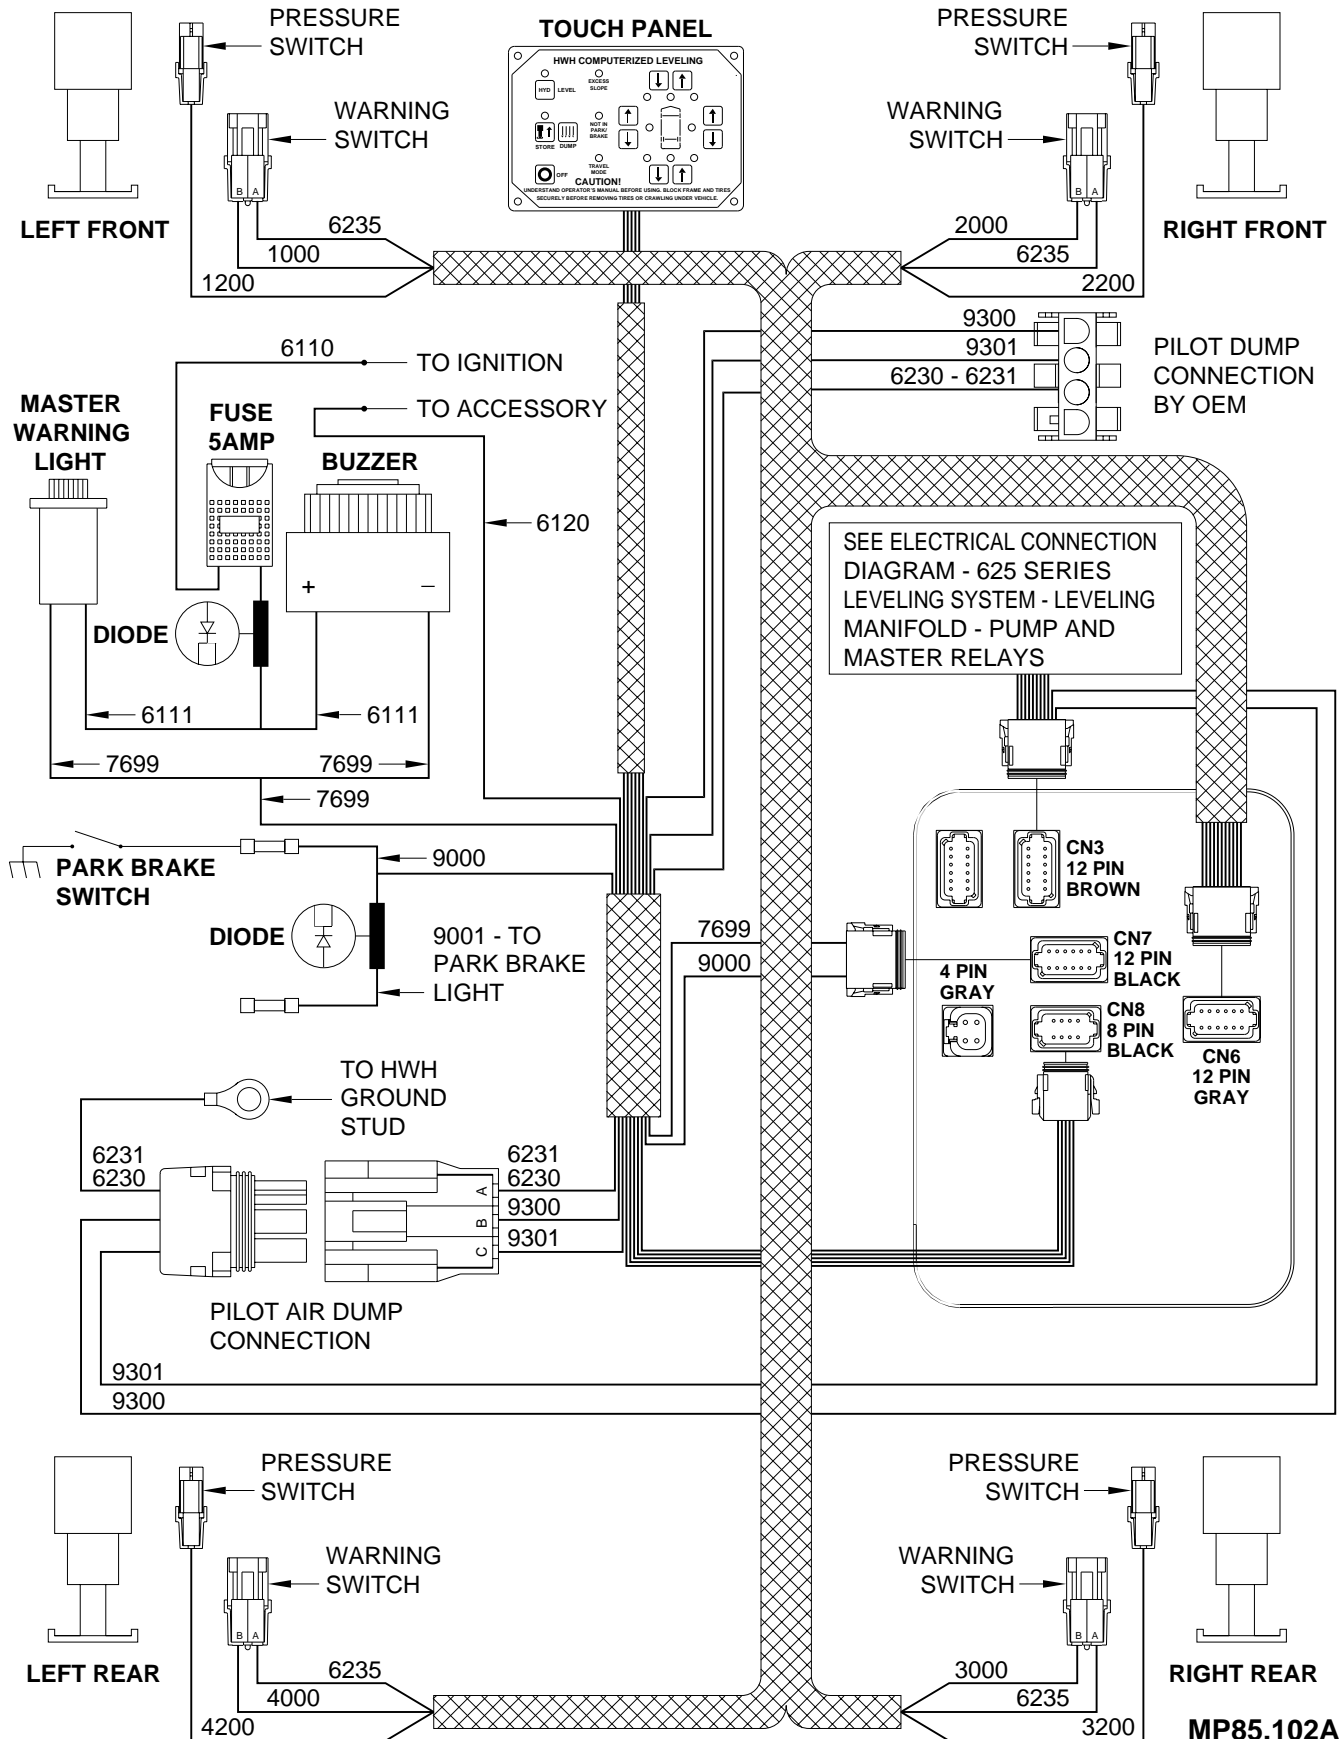 PRESSURE
SWITCH
TOUCH PANEL
PRESSURE
SWITCH
HWH COMPUTERIZED LEVELING
HYD
LEVEL
EXCESS
SLOPE
NOT IN
PARK/
BRAKE
STORE
DUMP
TRAVEL
MODE
OFF
CAUTION!
UNDERSTAND OPERATOR'S MANUAL BEFORE USING. BLOCK FRAME AND TIRES
SECURELY BEFORE REMOVING TIRES OR CRAWLING UNDER VEHICLE.
WARNING
SWITCH
WARNING
SWITCH
B A
B A
LEFT FRONT
RIGHT FRONT
6235
1000
1200
2000
6235
2200
9300
9301
6230 - 6231
PILOT DUMP
CONNECTION
BY OEM
6110
TO IGNITION
TO ACCESSORY
MASTER
WARNING
LIGHT
FUSE
5AMP
BUZZER
+
–
6120
SEE ELECTRICAL CONNECTION
DIAGRAM - 625 SERIES
LEVELING SYSTEM - LEVELING
MANIFOLD - PUMP AND
MASTER RELAYS
DIODE
6111
6111
7699
7699
7699
PARK BRAKE
SWITCH
9000
DIODE
9001 - TO
PARK BRAKE
LIGHT
7699
9000
CN3
12 PIN
BROWN
CN7
12 PIN
BLACK
4 PIN
GRAY
CN8
8 PIN
BLACK
CN6
12 PIN
GRAY
TO HWH
GROUND
STUD
6231
6230
6231
6230
9300
9301
A
B
C
PILOT AIR DUMP
CONNECTION
9301
9300
PRESSURE
SWITCH
PRESSURE
SWITCH
WARNING
SWITCH
WARNING
SWITCH
B A
B A
LEFT REAR
RIGHT REAR
6235
4000
4200
3000
6235
3200
MP85.102A